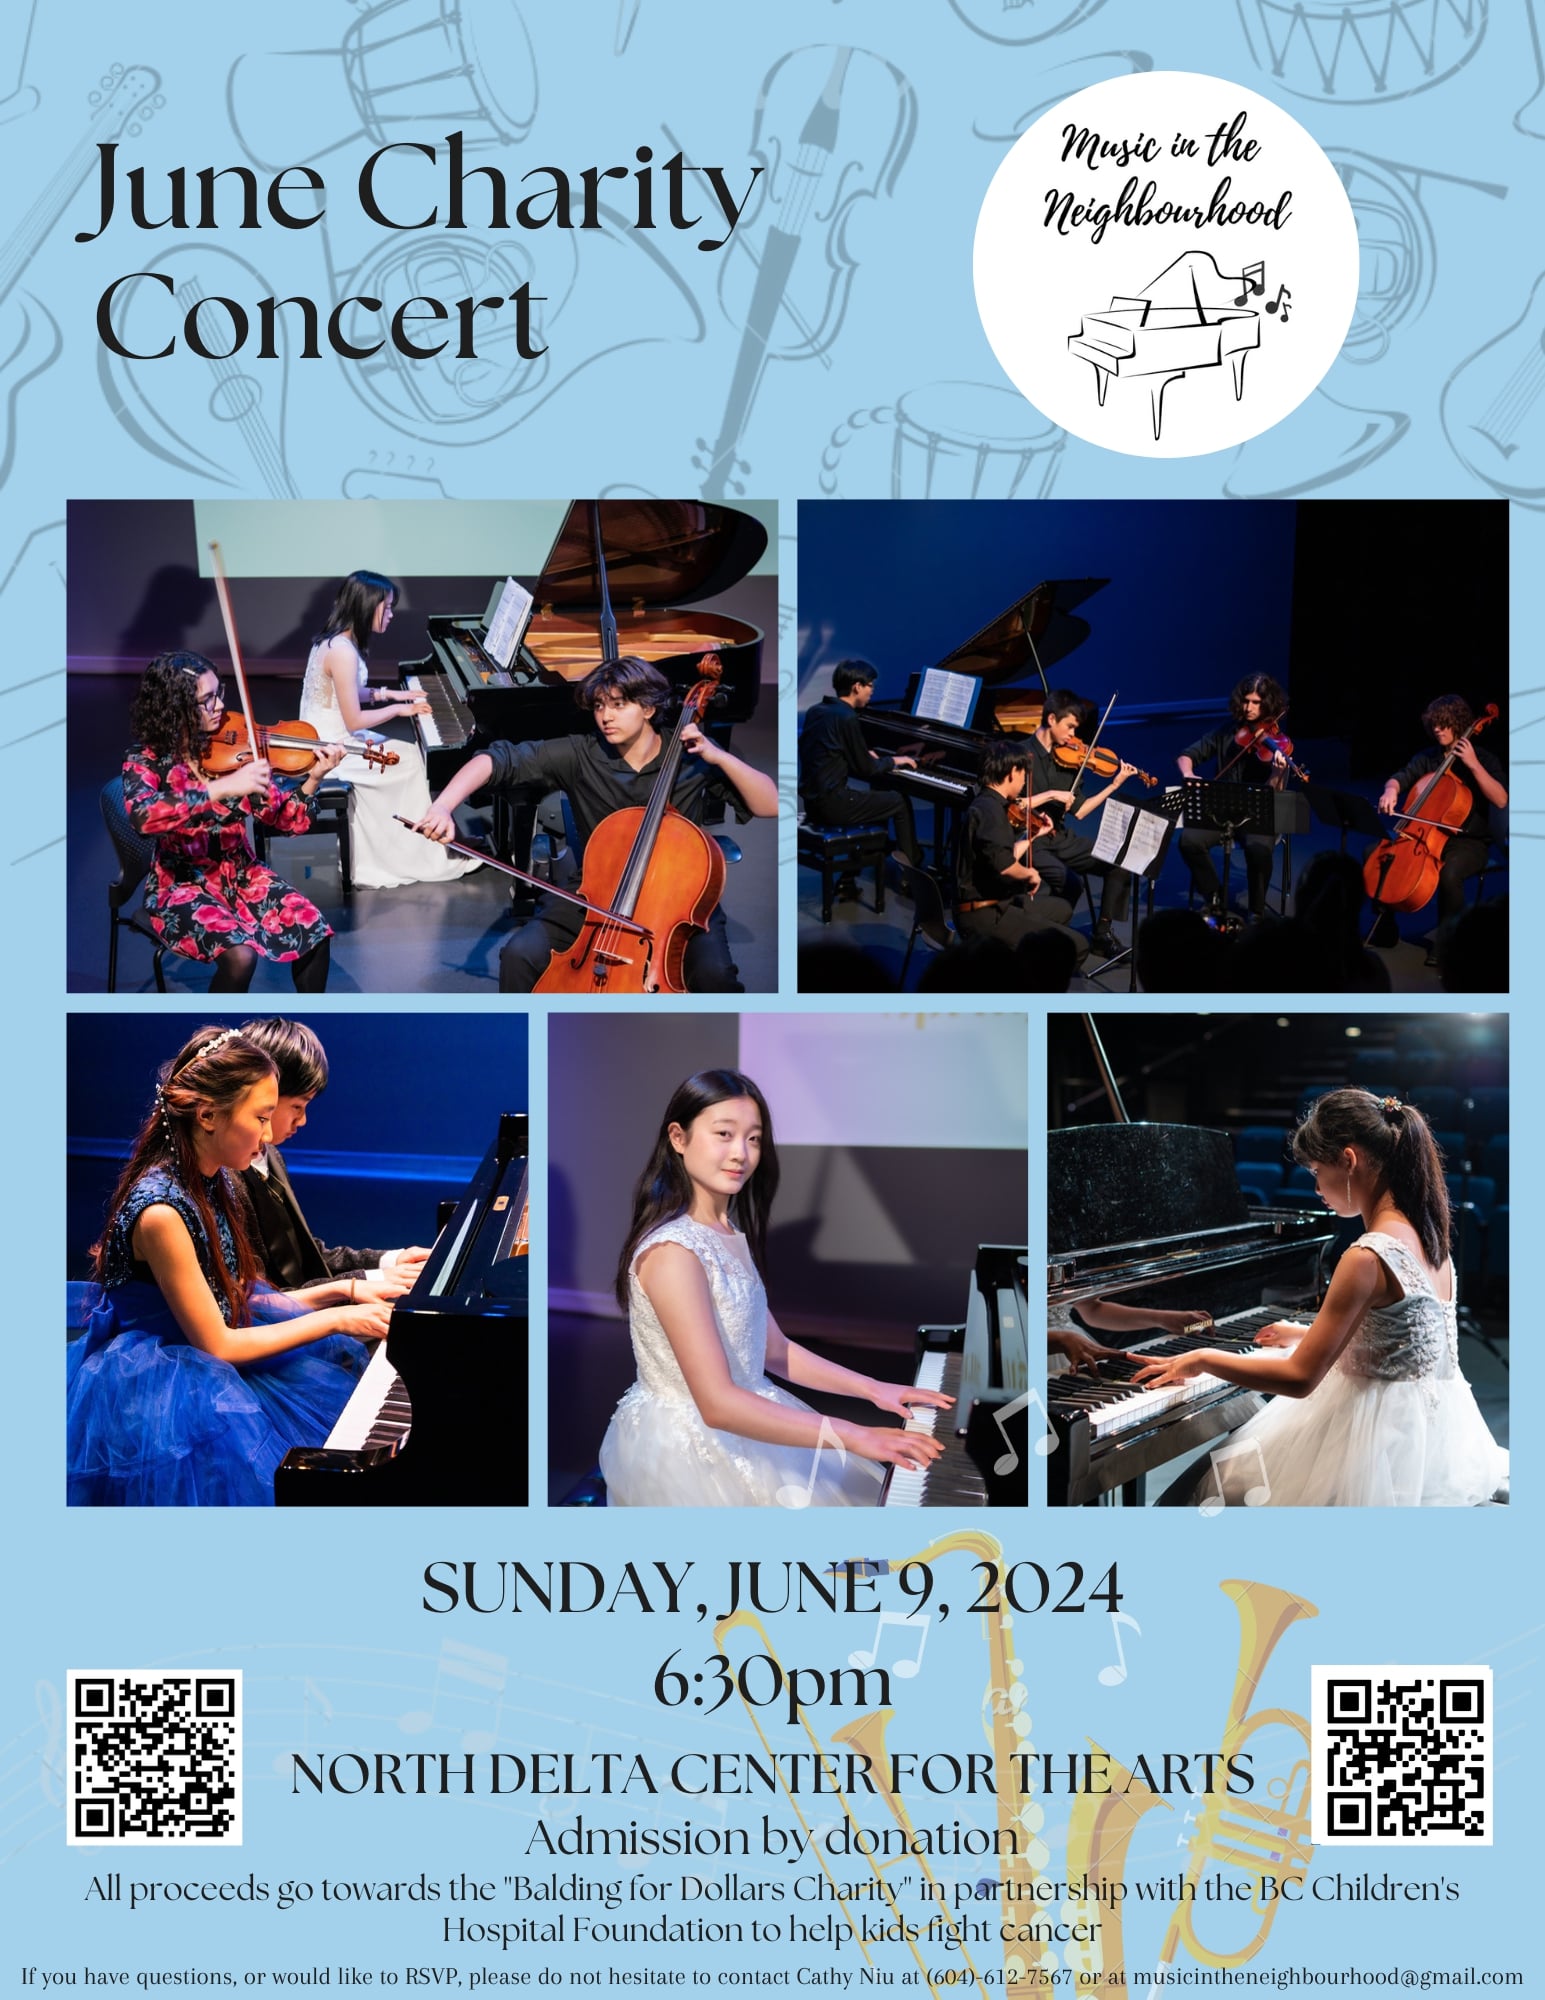 June Charity
Concert
Music in the
Neighbourhood
SUNDAY, JUNE 9, 2024
6:30pm
NORTH DELTA CENTER FOR THE ARTS
Admission by donation
All proceeds go towards the "Balding for Dollars Charity" in partnership with the BC Children's
Hospital Foundation to help kids fight cancer
If you have questions, or would like to RSVP, please do not hesitate to contact Cathy Niu at (604)-612-7567 or at musicintheneighbourhood@gmail.com